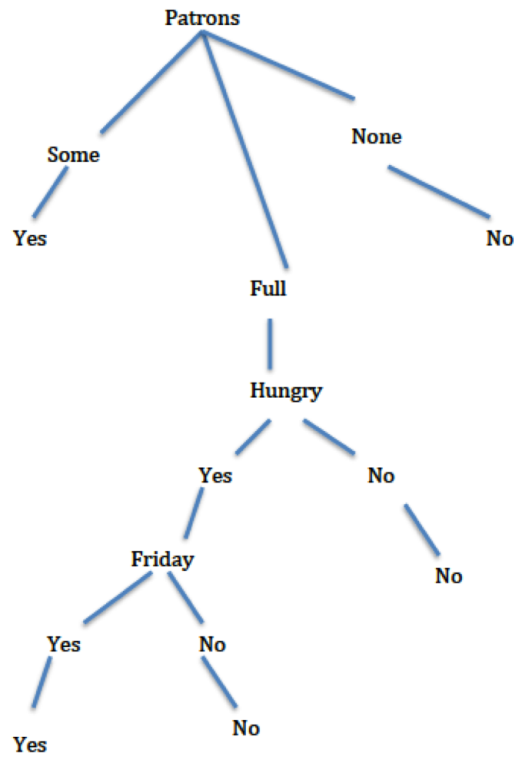 Patrons
None
Some
Yes
No
Full
Hungry
Yes
No
Friday
No
Yes
No
No
Yes